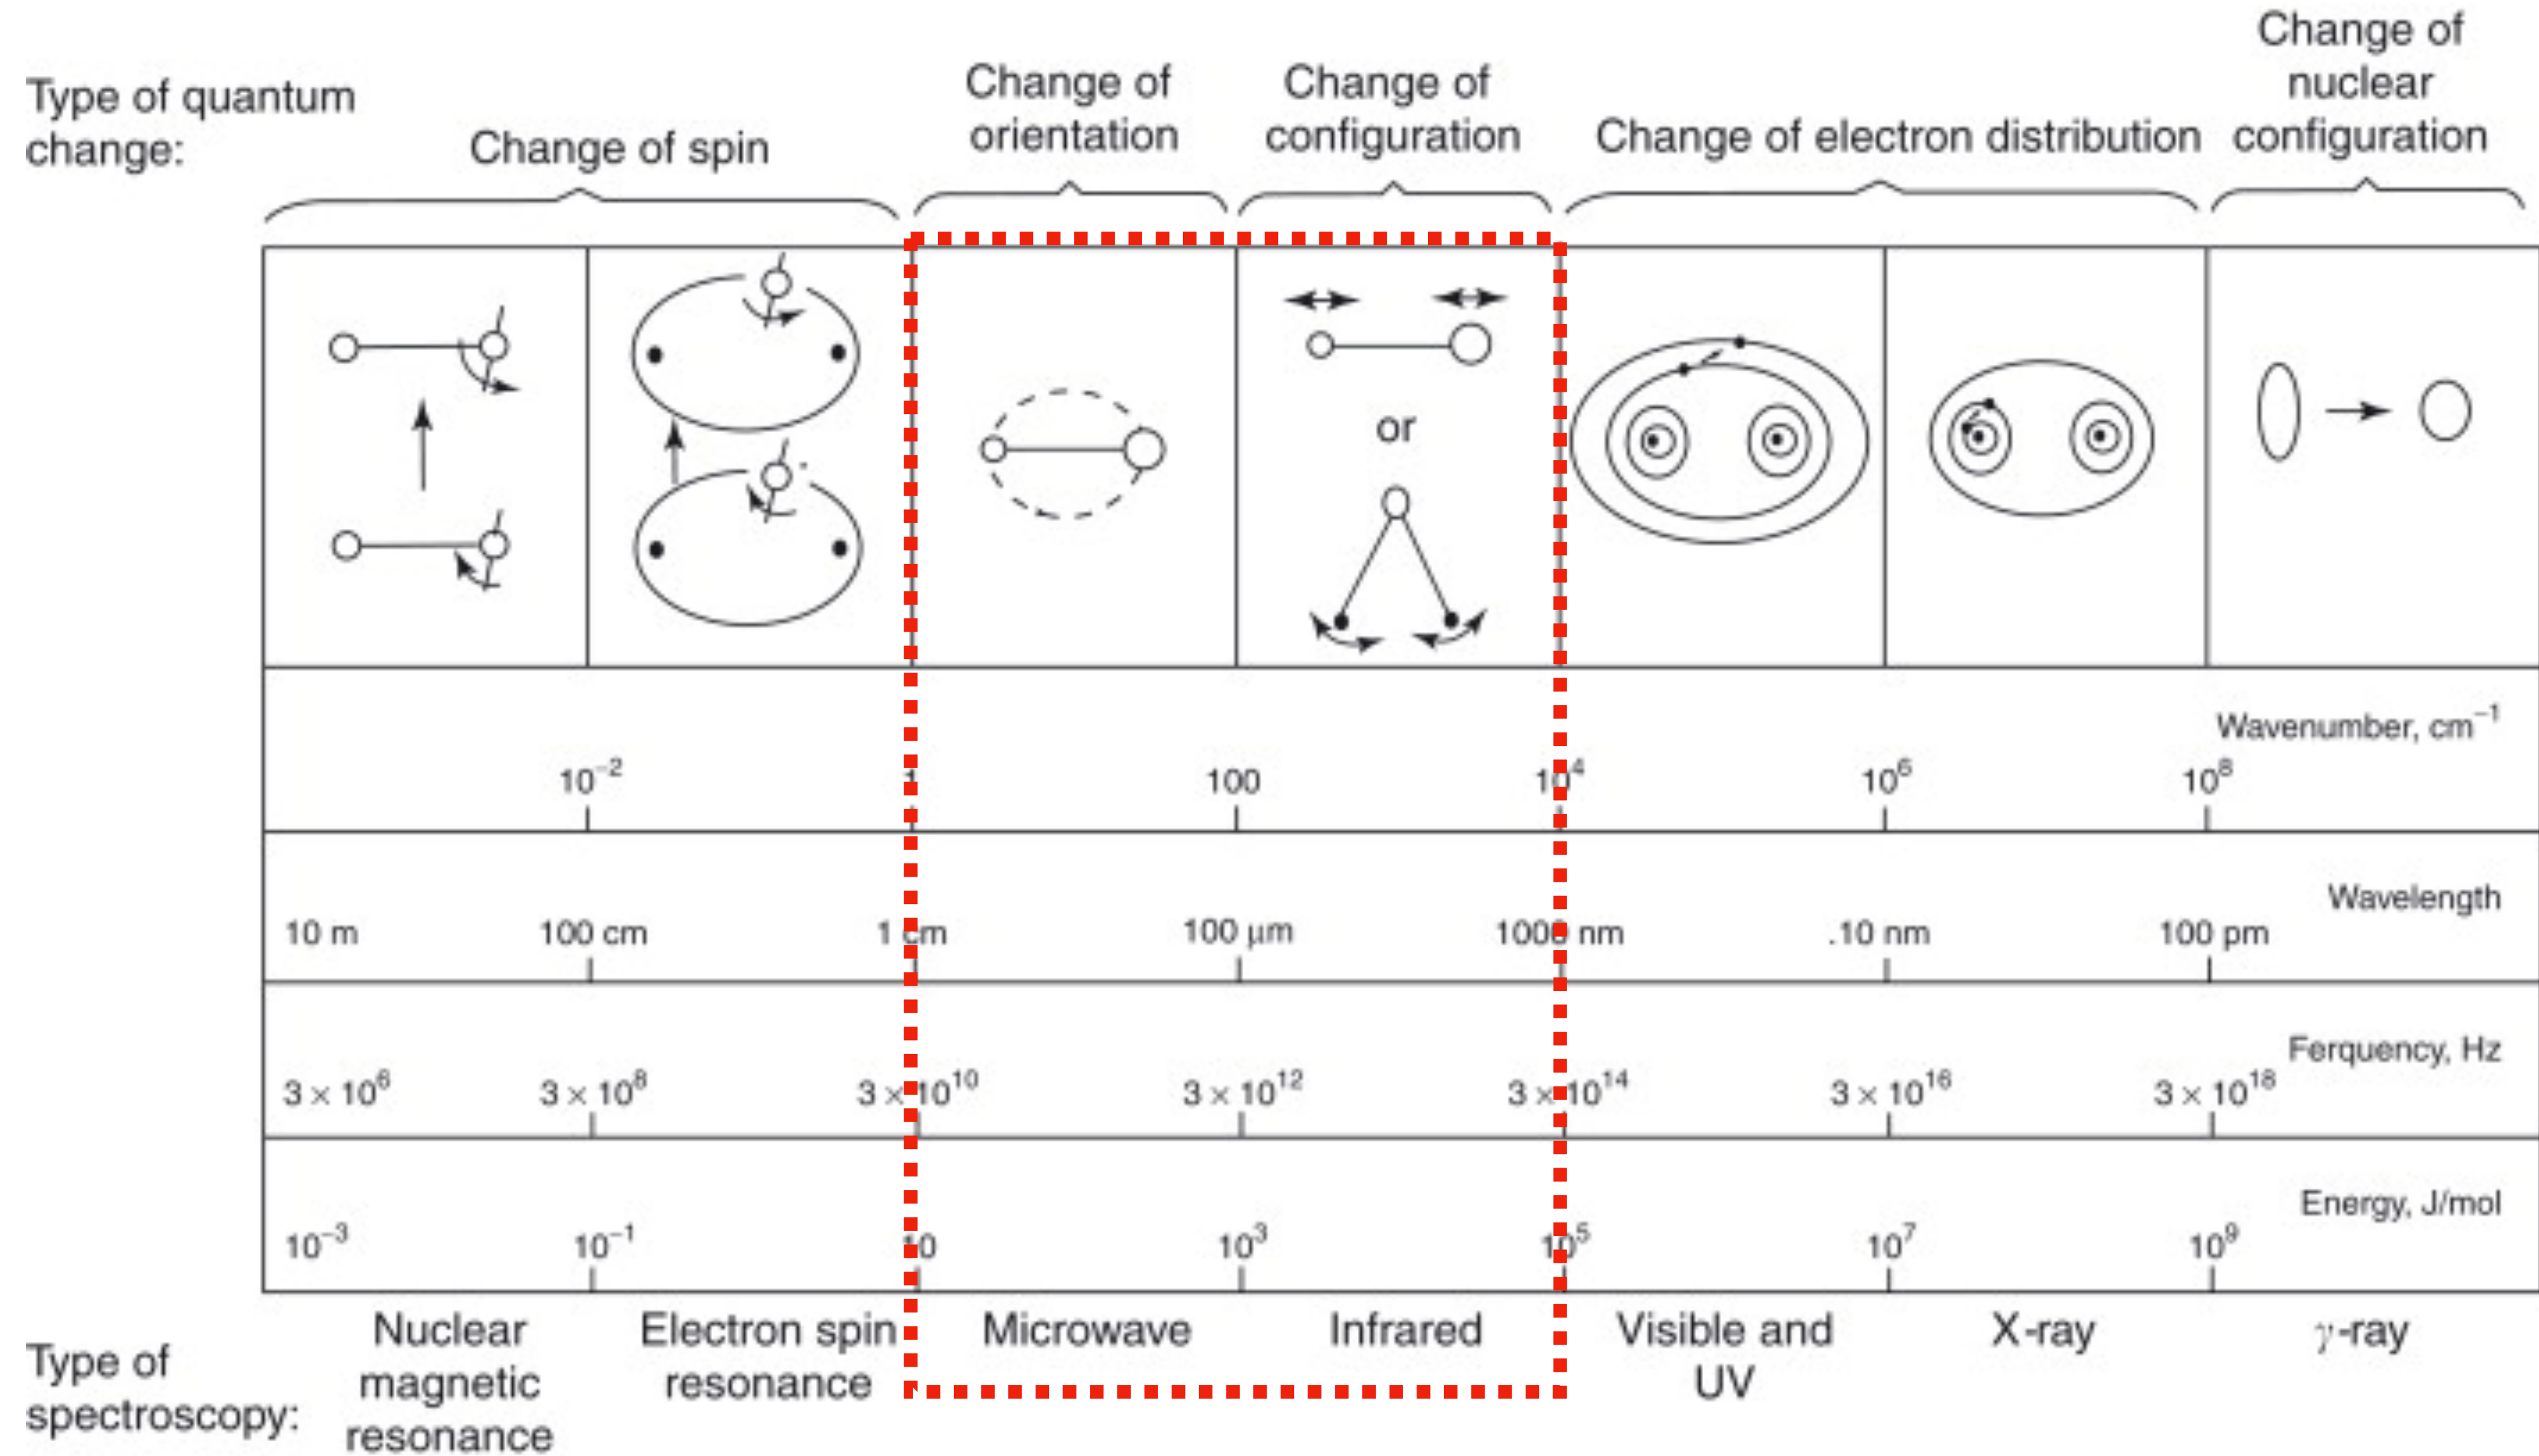 Type of quantum
change:
Change of spin
Change of
orientation
Change of
configuration
Change of electron distribution
Change of
nuclear
configuration
or
Wavenumber, cm⁻¹
10⁻² 1 100 10⁴ 10⁶ 10⁸
Wavelength
10 m 100 cm 1 cm 100 μm 1000 nm .10 nm 100 pm
Ferquency, Hz
3 × 10⁶ 3 × 10⁸ 3 × 10¹⁰ 3 × 10¹² 3 × 10¹⁴ 3 × 10¹⁶ 3 × 10¹⁸
Energy, J/mol
10⁻³ 10⁻¹ 10 10³ 10⁵ 10⁷ 10⁹
Type of
spectroscopy:
Nuclear
magnetic
resonance
Electron spin
resonance
Microwave
Infrared
Visible and
UV
X-ray
γ-ray